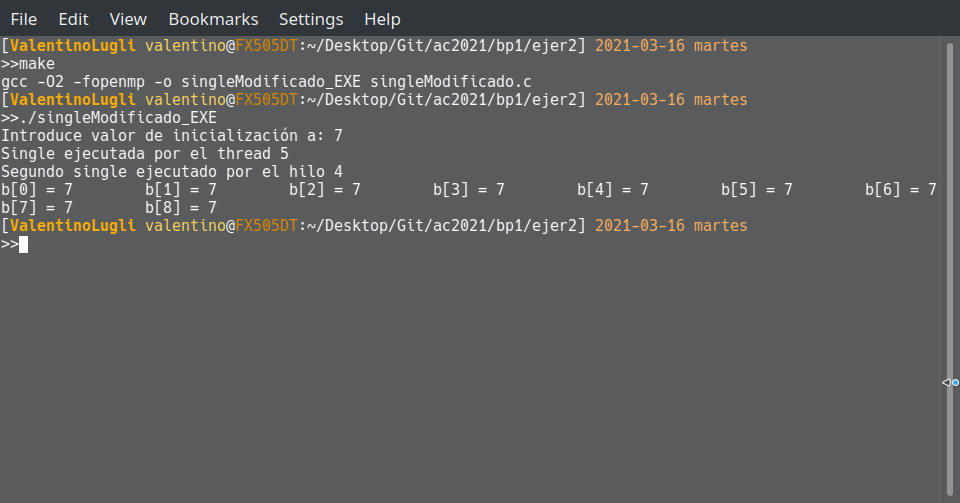 File Edit View Bookmarks Settings Help
[ValentinoLugli valentino@FX505DT:~/Desktop/Git/ac2021/bp1/ejer2] 2021-03-16 martes
>>make
gcc -O2 -fopenmp -o singleModificado_EXE singleModificado.c
[ValentinoLugli valentino@FX505DT:~/Desktop/Git/ac2021/bp1/ejer2] 2021-03-16 martes
>>./singleModificado_EXE
Introduce valor de inicialización a: 7
Single ejecutada por el thread 5
Segundo single ejecutado por el hilo 4
b[0] = 7 b[1] = 7 b[2] = 7 b[3] = 7 b[4] = 7 b[5] = 7 b[6] = 7
b[7] = 7 b[8] = 7
[ValentinoLugli valentino@FX505DT:~/Desktop/Git/ac2021/bp1/ejer2] 2021-03-16 martes
>>